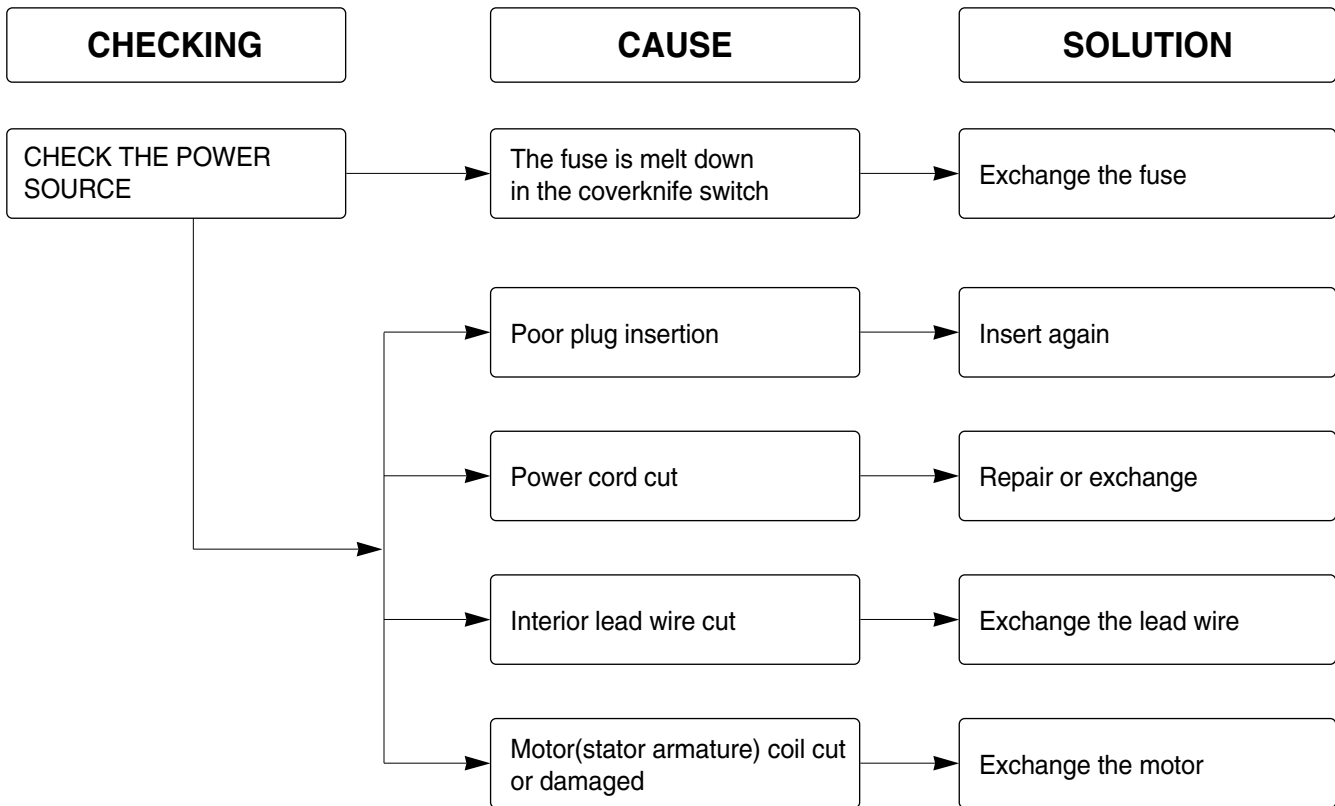 CHECKING
CAUSE
SOLUTION
CHECK THE POWER
SOURCE
The fuse is melt down
in the coverknife switch
Exchange the fuse
Poor plug insertion
Insert again
Power cord cut
Repair or exchange
Interior lead wire cut
Exchange the lead wire
Motor(stator armature) coil cut
or damaged
Exchange the motor